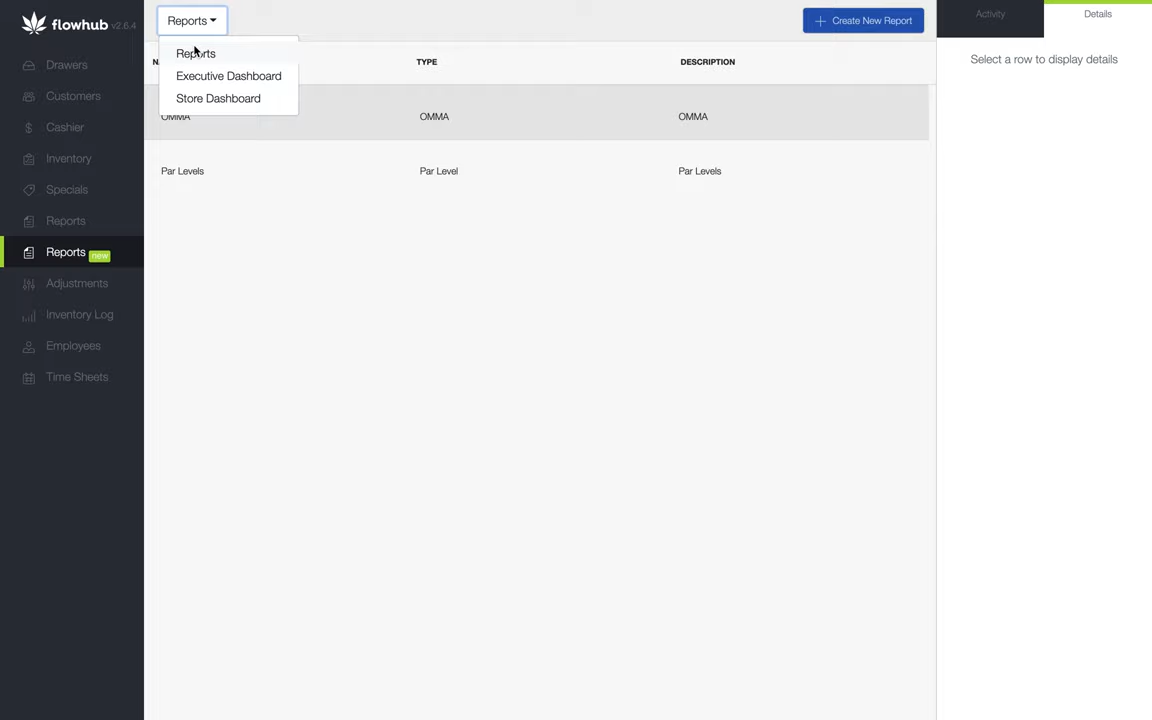 flowhub v2.6.4
Drawers
Customers
Cashier
Inventory
Specials
Reports
Reports new
Adjustments
Inventory Log
Employees
Time Sheets
Reports
Create New Report
Reports
Executive Dashboard
Store Dashboard
TYPE DESCRIPTION
OMMA OMMA OMMA
Par Levels Par Level Par Levels
Activity Details
Select a row to display details